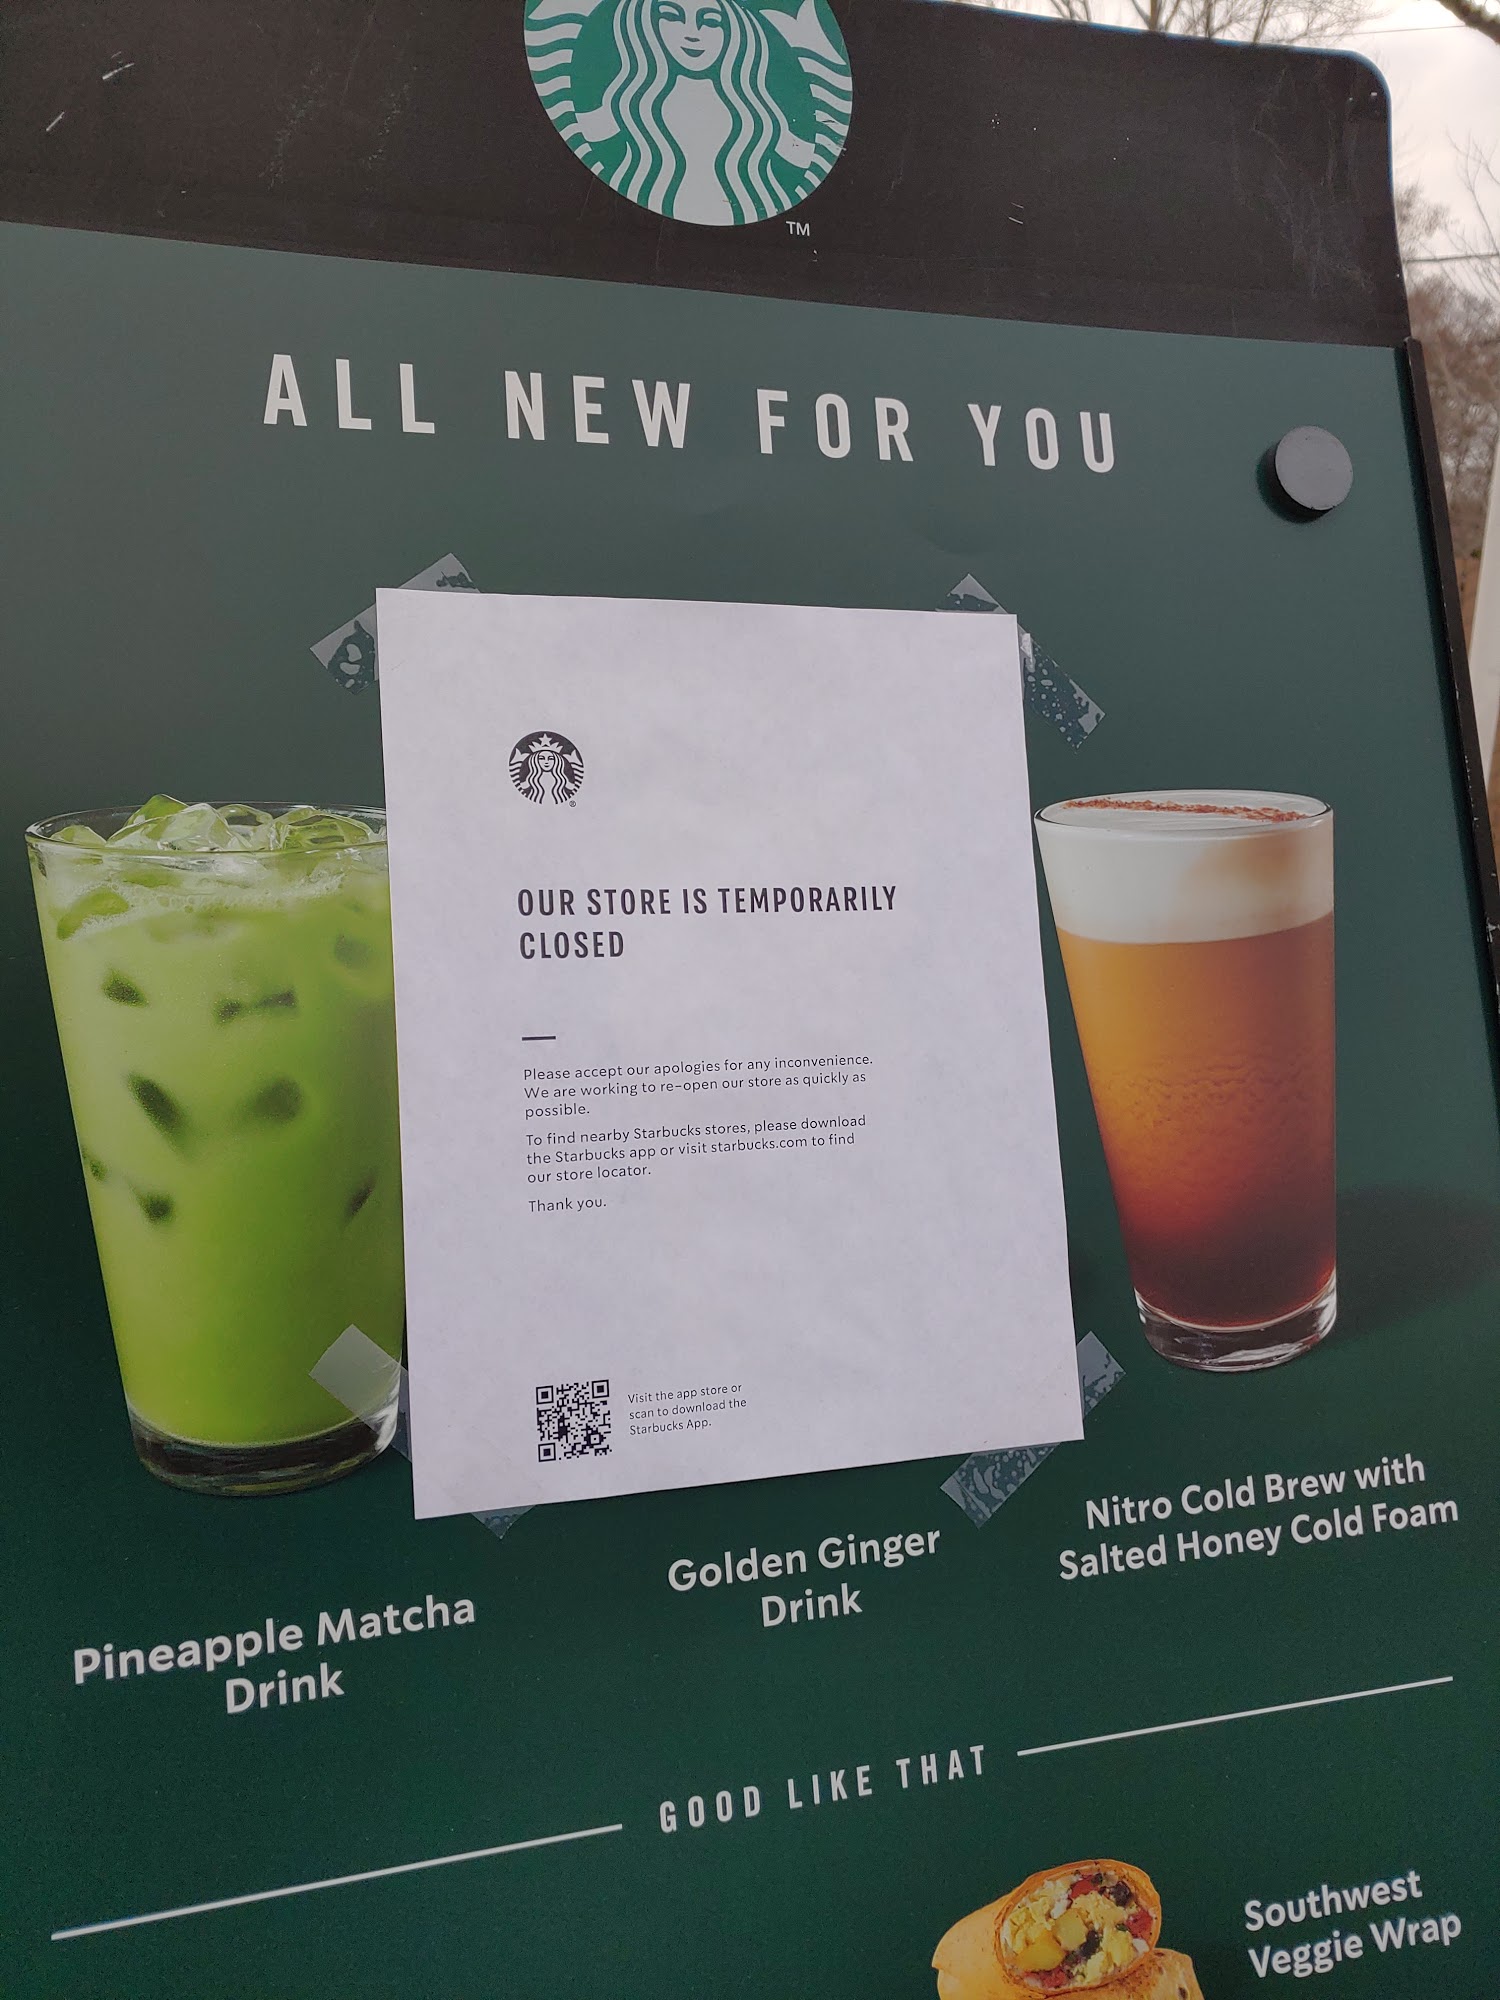 TM
ALL NEW FOR YOU
®
OUR STORE IS TEMPORARILY
CLOSED
Please accept our apologies for any inconvenience.
We are working to re-open our store as quickly as
possible.
To find nearby Starbucks stores, please download
the Starbucks app or visit starbucks.com to find
our store locator.
Thank you.
Visit the app store or
scan to download the
Starbucks App.
Pineapple Matcha
Drink
Golden Ginger
Drink
Nitro Cold Brew with
Salted Honey Cold Foam
GOOD LIKE THAT
Southwest
Veggie Wrap